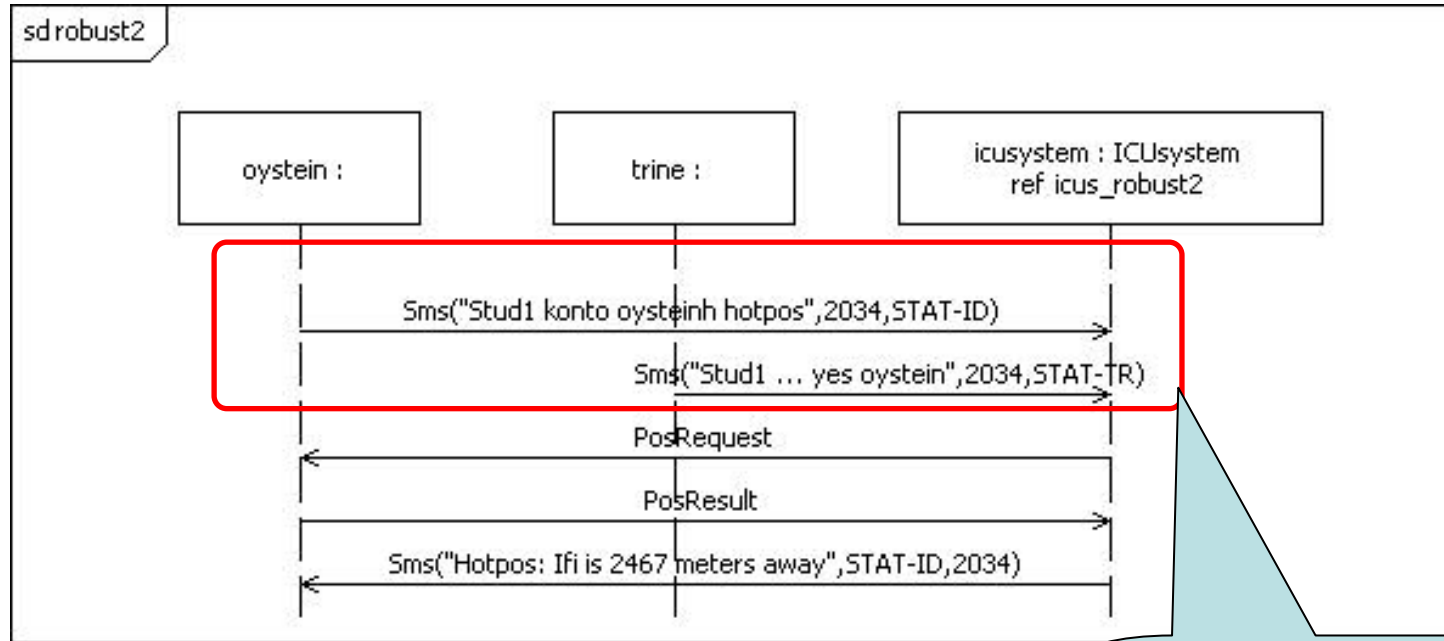 sd robust2
oystein :
trine :
icusystem : ICUsystem
ref icus_robust2
Sms("Stud1 konto oysteinh hotpos",2034,STAT-ID)
Sms("Stud1 ... yes oystein",2034,STAT-TR)
PosRequest
PosResult
Sms("Hotpos: Ifi is 2467 meters away",STAT-ID,2034)